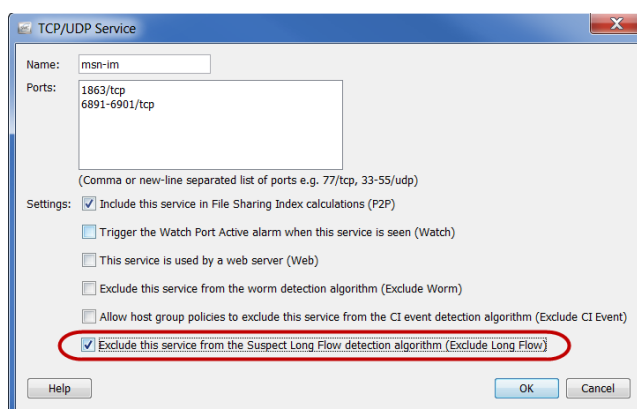 TCP/UDP Service
Name: msn-im
Ports: 1863/tcp
6891-6901/tcp
(Comma or new-line separated list of ports e.g. 77/tcp, 33-55/udp)
Settings: Include this service in File Sharing Index calculations (P2P)
Trigger the Watch Port Active alarm when this service is seen (Watch)
This service is used by a web server (Web)
Exclude this service from the worm detection algorithm (Exclude Worm)
Allow host group policies to exclude this service from the CI event detection algorithm (Exclude CI Event)
Exclude this service from the Suspect Long Flow detection algorithm (Exclude Long Flow)
Help OK Cancel